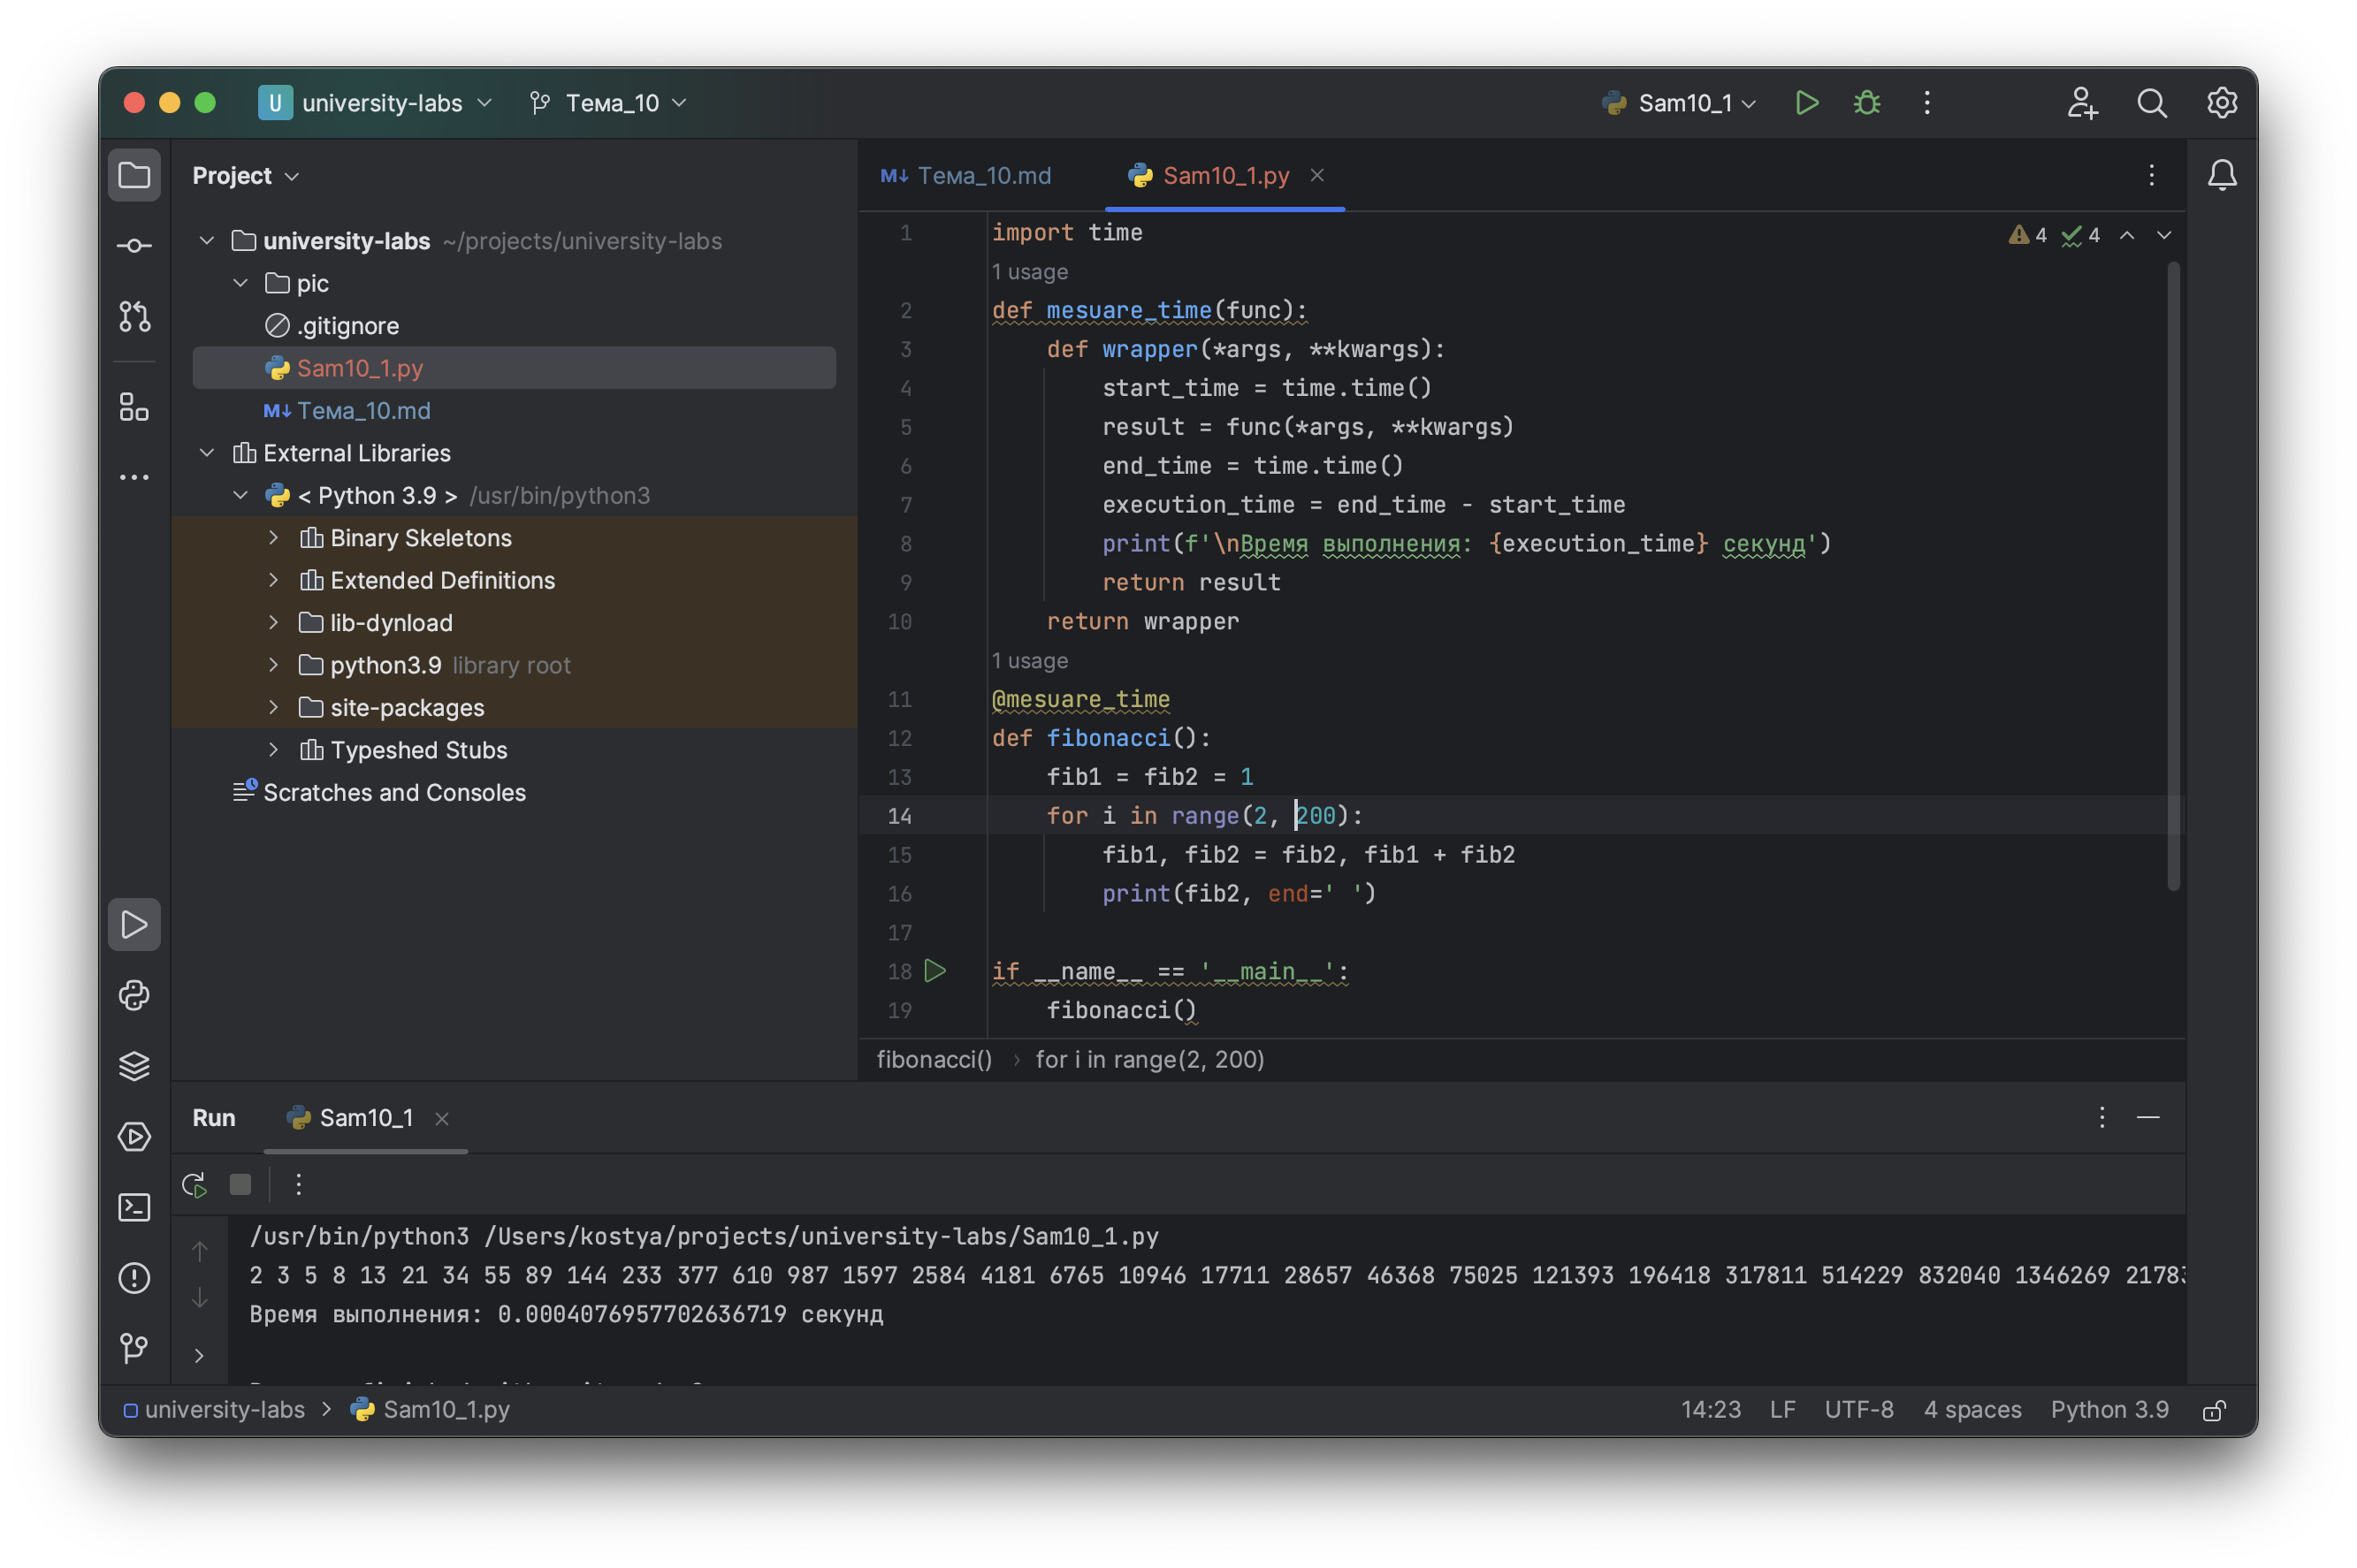 U university-labs Тема_10 Sam10_1
Project
university-labs ~/projects/university-labs
pic
.gitignore
Sam10_1.py
M↓ Тема_10.md
External Libraries
< Python 3.9 > /usr/bin/python3
Binary Skeletons
Extended Definitions
lib-dynload
python3.9 library root
site-packages
Typeshed Stubs
Scratches and Consoles
M↓ Тема_10.md Sam10_1.py
4 4
1 import time
1 usage
2 def mesuare_time(func):
3 def wrapper(*args, **kwargs):
4 start_time = time.time()
5 result = func(*args, **kwargs)
6 end_time = time.time()
7 execution_time = end_time - start_time
8 print(f'\nВремя выполнения: {execution_time} секунд')
9 return result
10 return wrapper
1 usage
11 @mesuare_time
12 def fibonacci():
13 fib1 = fib2 = 1
14 for i in range(2, 200):
15 fib1, fib2 = fib2, fib1 + fib2
16 print(fib2, end=' ')
17
18 if __name__ == '__main__':
19 fibonacci()
fibonacci() › for i in range(2, 200)
Run Sam10_1
/usr/bin/python3 /Users/kostya/projects/university-labs/Sam10_1.py
2 3 5 8 13 21 34 55 89 144 233 377 610 987 1597 2584 4181 6765 10946 17711 28657 46368 75025 121393 196418 317811 514229 832040 1346269 21783
Время выполнения: 0.0004076957702636719 секунд
university-labs > Sam10_1.py
14:23 LF UTF-8 4 spaces Python 3.9